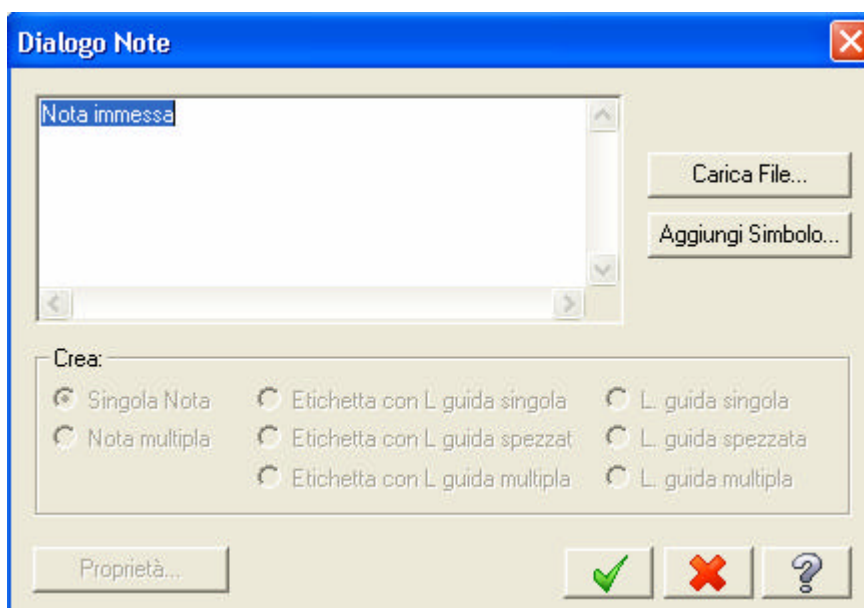 Dialogo Note
Nota immessa
Carica File...
Aggiungi Simbolo...
Crea:
Singola Nota
Etichetta con L guida singola
L. guida singola
Nota multipla
Etichetta con L guida spezzat
L. guida spezzata
Etichetta con L guida multipla
L. guida multipla
Proprietà...